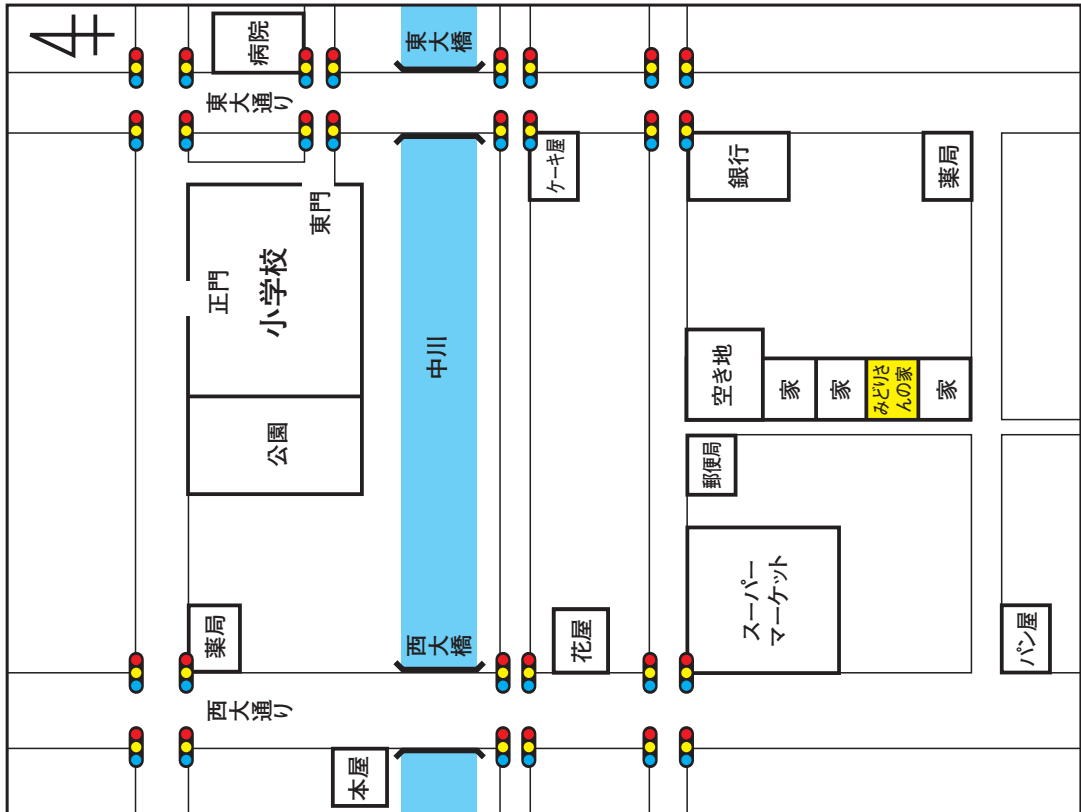 病院
東大橋
東大通り
ケーキ屋
銀行
薬局
東門
正門
小学校
中川
空き地
家
家
みどりさ
んの家
家
公園
郵便局
スーパー
マーケット
薬局
西大橋
花屋
パン屋
西大通り
本屋